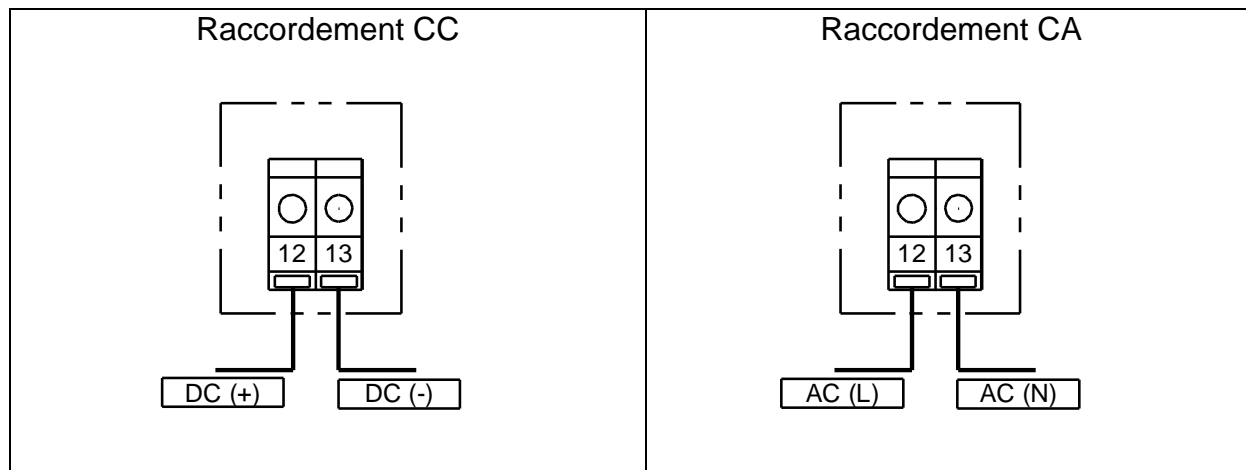 Raccordement CC
12 13
DC (+) DC (-)
Raccordement CA
12 13
AC (L) AC (N)